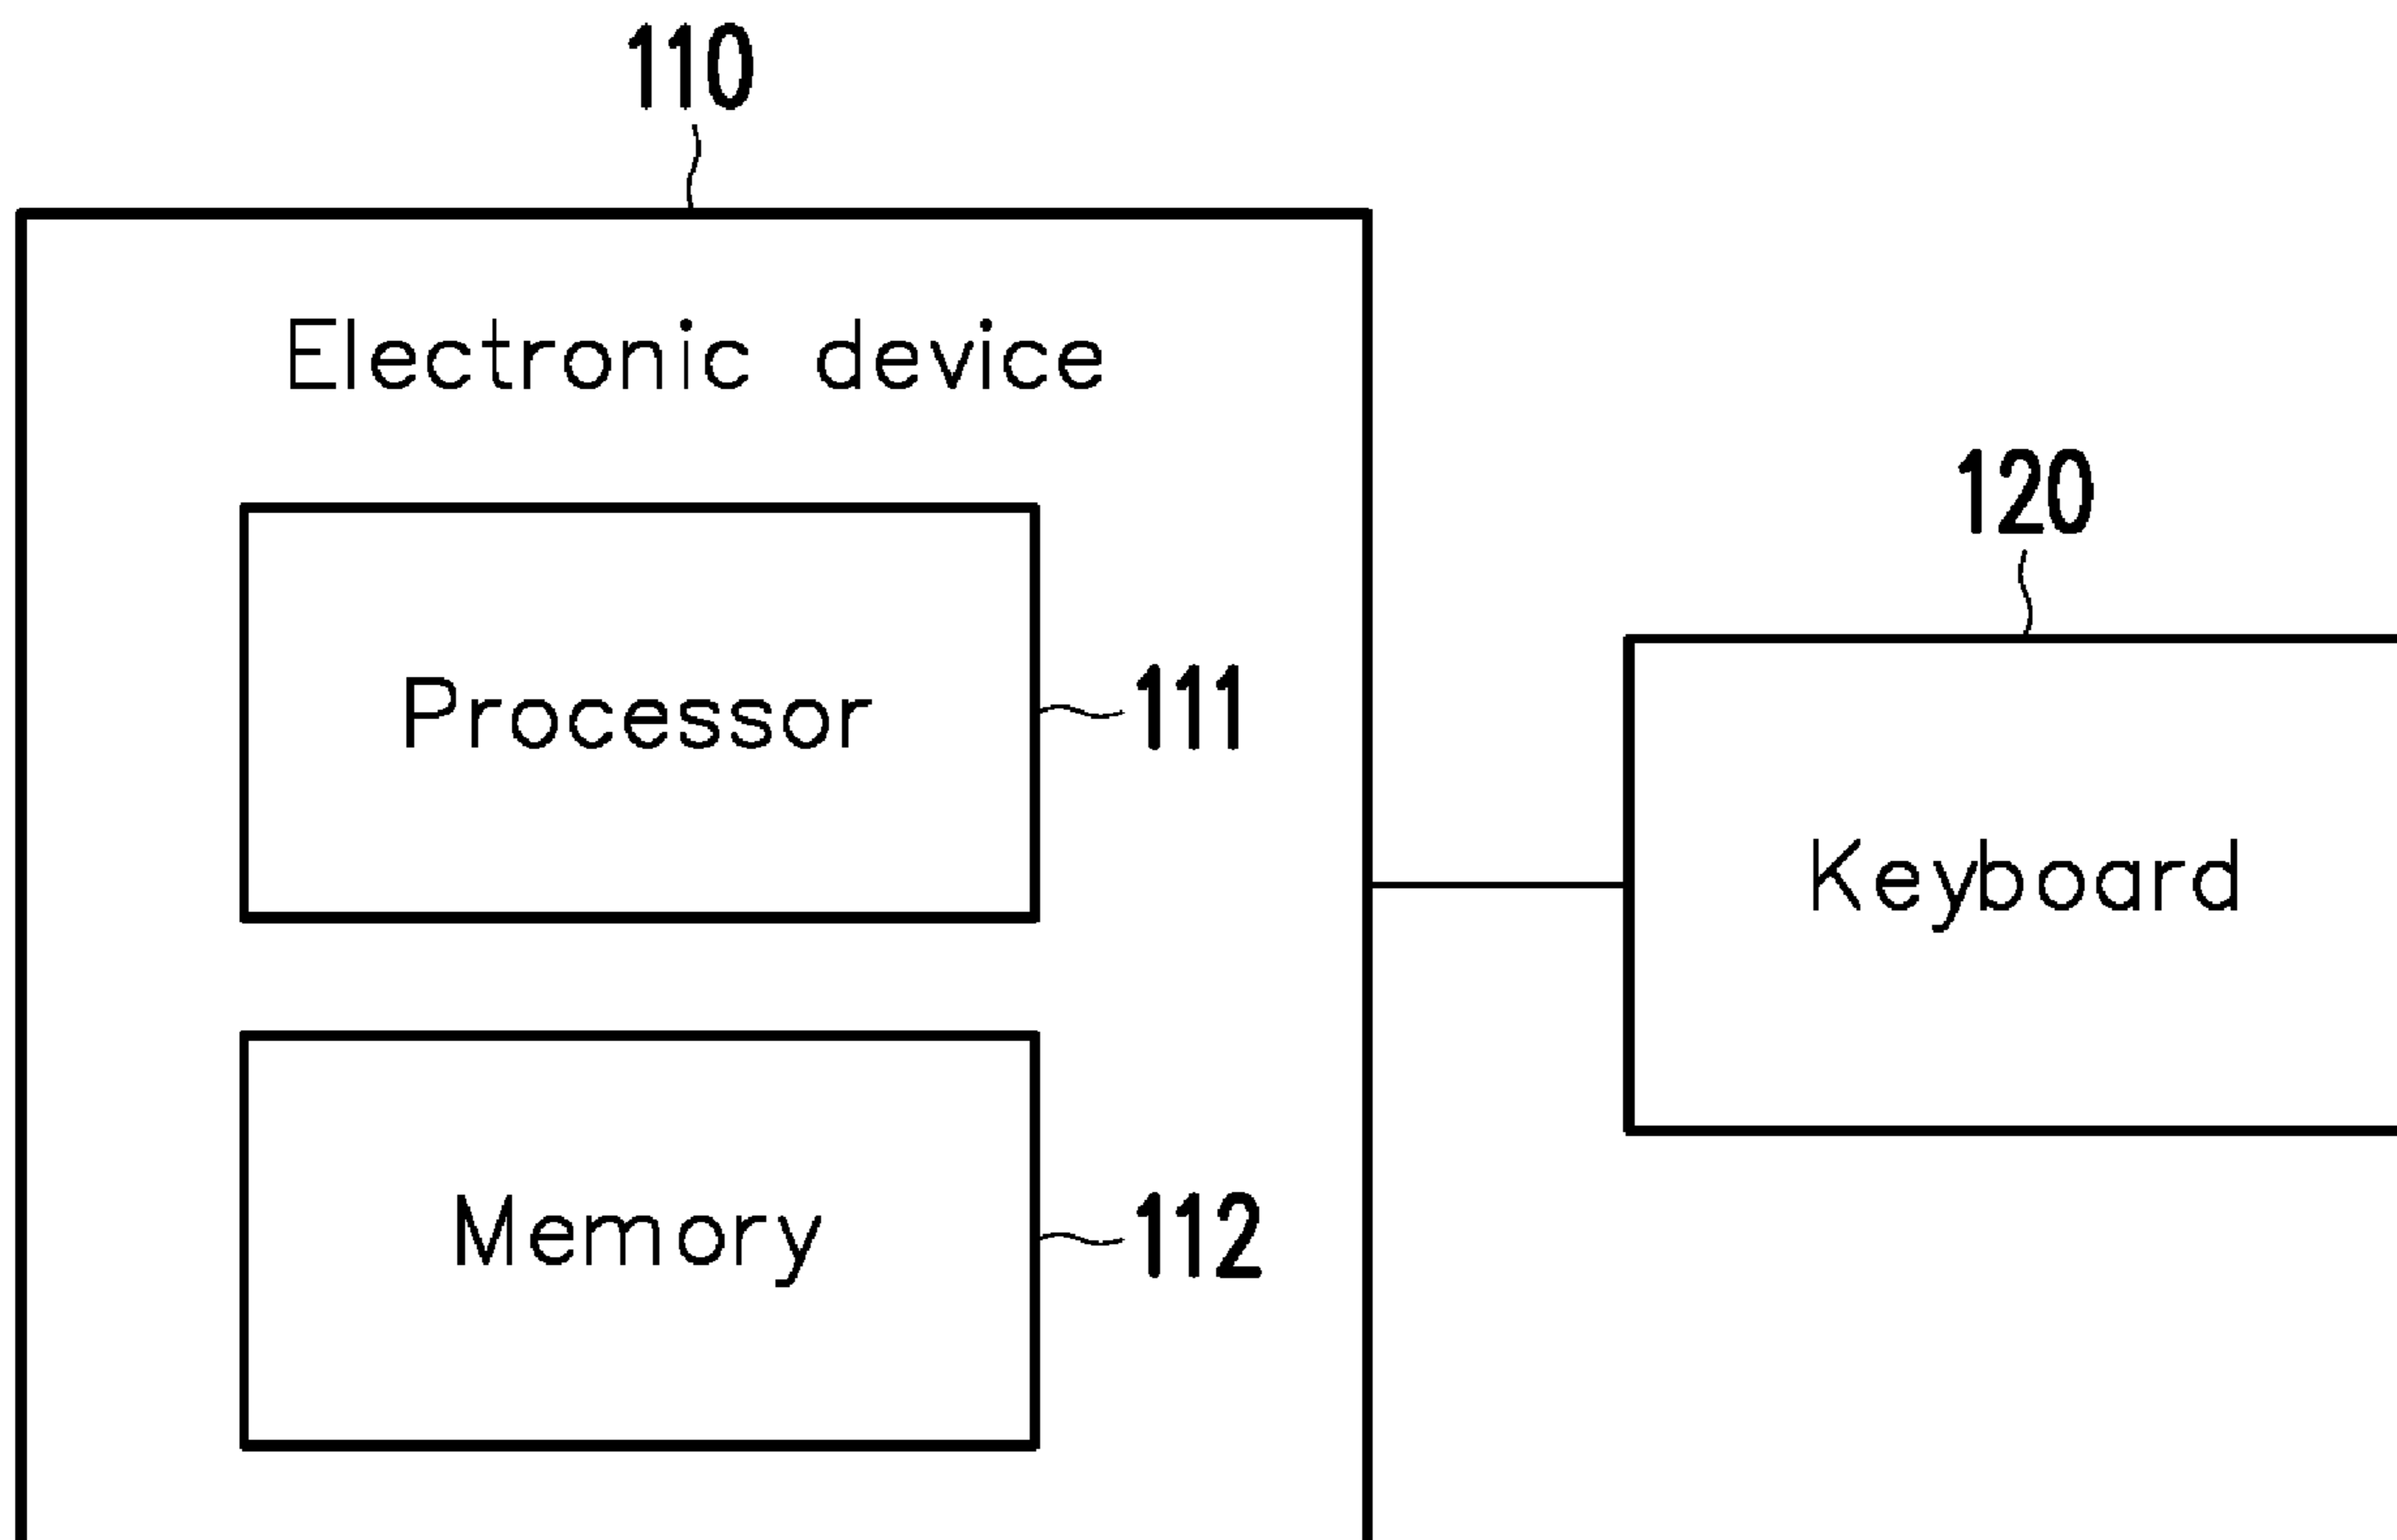 110
Electronic device
120
Processor
111
Keyboard
Memory
112